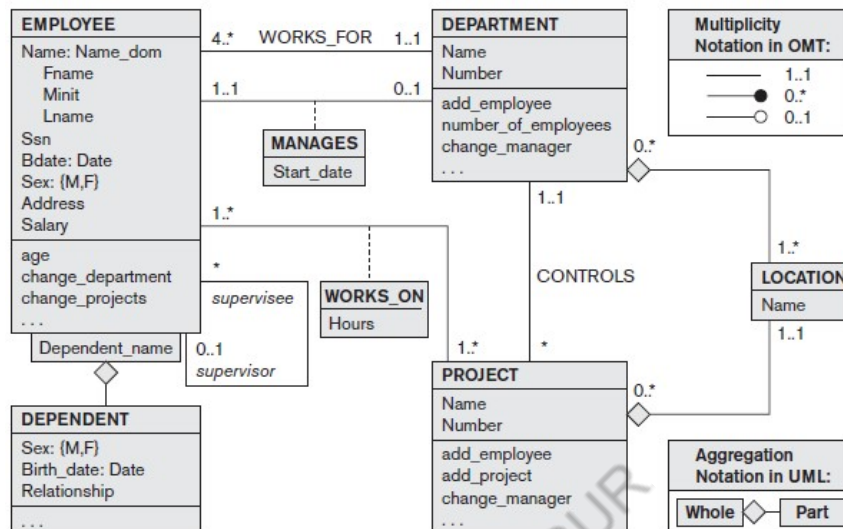 EMPLOYEE
Name: Name_dom
Fname
Minit
Lname
Ssn
Bdate: Date
Sex: {M,F}
Address
Salary
age
change_department
change_projects
. . .
Dependent_name
DEPENDENT
Sex: {M,F}
Birth_date: Date
Relationship
. . .
4..* WORKS_FOR 1..1
1..1 0..1
MANAGES
Start_date
1..*
*
supervisee
0..1
supervisor
WORKS_ON
Hours
1..*
DEPARTMENT
Name
Number
add_employee
number_of_employees
change_manager
. . .
0..*
1..1
CONTROLS
*
PROJECT
Name
Number
add_employee
add_project
change_manager
. . .
0..*
1..*
LOCATION
Name
1..1
Multiplicity
Notation in OMT:
1..1
0..*
0..1
Aggregation
Notation in UML:
Whole Part